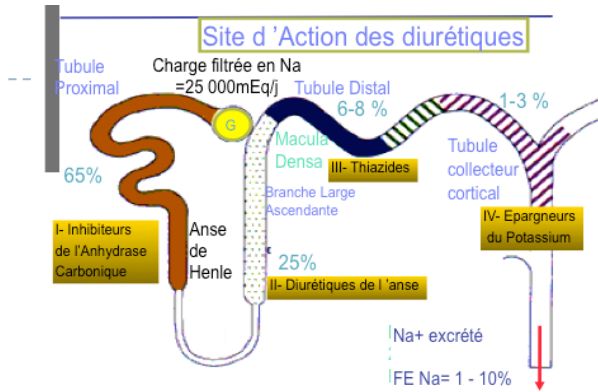 Site d 'Action des diurétiques
Tubule
Proximal
Charge filtrée en Na
=25 000mEq/j
Tubule Distal
6-8 %
1-3 %
G
Macula
Densa
III- Thiazides
Tubule
collecteur
cortical
65%
Branche Large
Ascendante
I- Inhibiteurs
de l'Anhydrase
Carbonique
Anse
de
Henle
IV- Epargneurs
du Potassium
25%
II- Diurétiques de l 'anse
Na+ excrété
FE Na= 1 - 10%